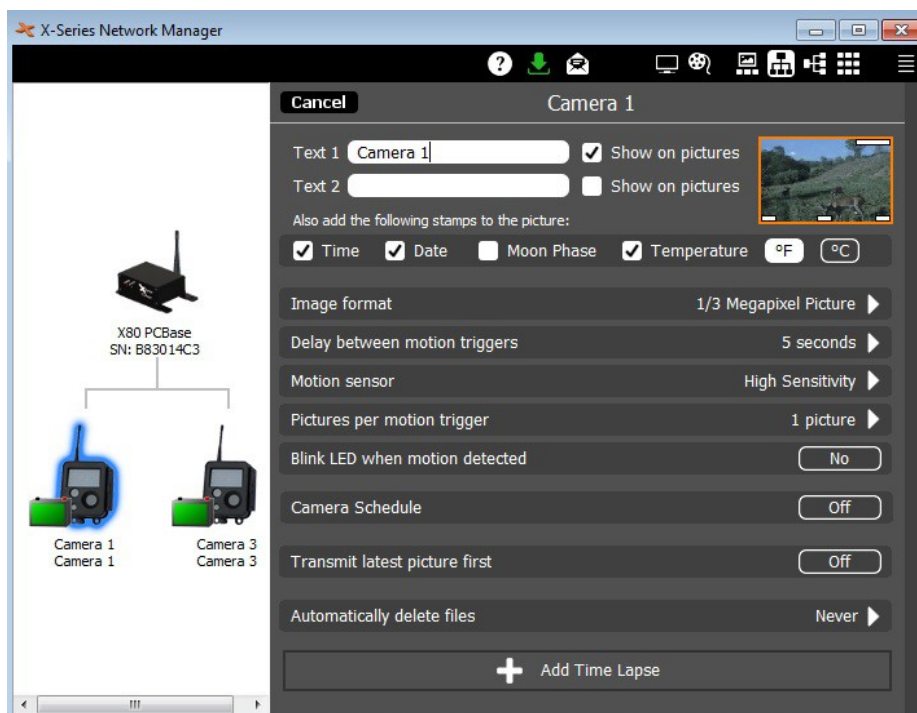 X-Series Network Manager
Cancel Camera 1
Text 1 Camera 1 Show on pictures
Text 2 Show on pictures
Also add the following stamps to the picture:
Time Date Moon Phase Temperature °F °C
Image format 1/3 Megapixel Picture
Delay between motion triggers 5 seconds
Motion sensor High Sensitivity
Pictures per motion trigger 1 picture
Blink LED when motion detected No
Camera Schedule Off
Transmit latest picture first Off
Automatically delete files Never
Add Time Lapse
X80 PCBase
SN: B83014C3
Camera 1 Camera 3
Camera 1 Camera 3